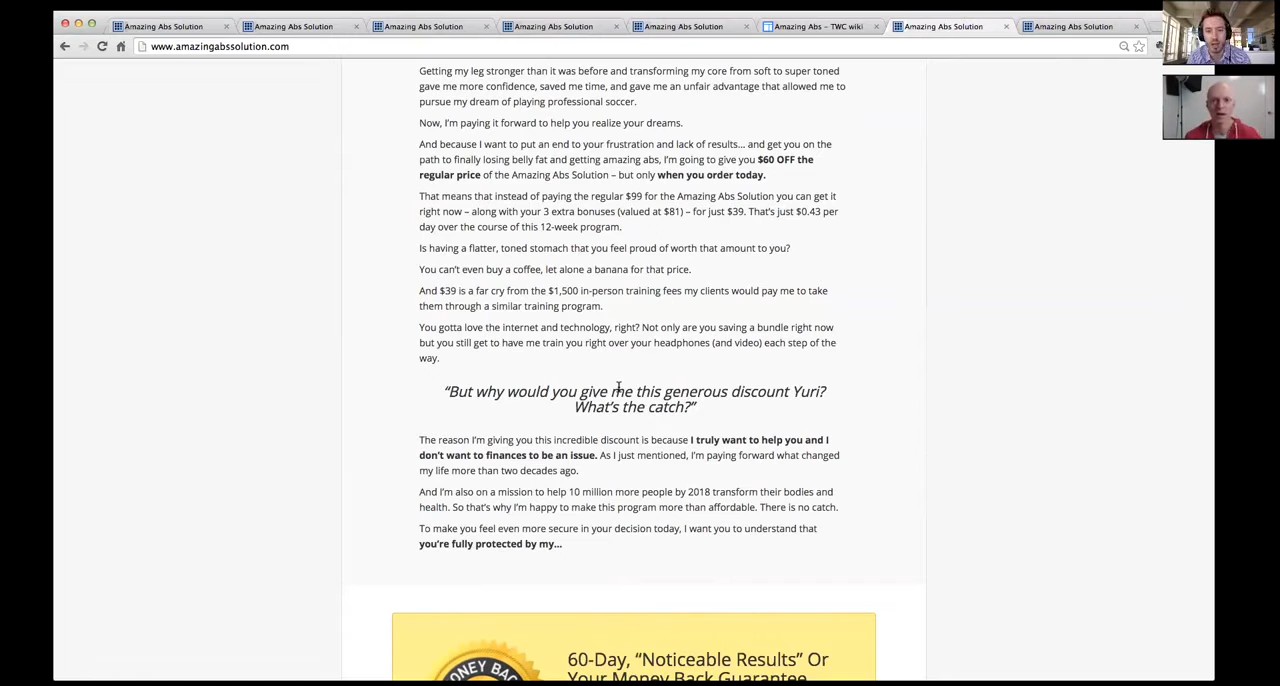 Amazing Abs Solution
Amazing Abs Solution
Amazing Abs Solution
Amazing Abs Solution
Amazing Abs Solution
Amazing Abs – TWC wiki
Amazing Abs Solution
Amazing Abs Solution
www.amazingabssolution.com
Getting my leg stronger than it was before and transforming my core from soft to super toned
gave me more confidence, saved me time, and gave me an unfair advantage that allowed me to
pursue my dream of playing professional soccer.
Now, I'm paying it forward to help you realize your dreams.
And because I want to put an end to your frustration and lack of results... and get you on the
path to finally losing belly fat and getting amazing abs, I'm going to give you $60 OFF the
regular price of the Amazing Abs Solution – but only when you order today.
That means that instead of paying the regular $99 for the Amazing Abs Solution you can get it
right now – along with your 3 extra bonuses (valued at $81) – for just $39. That's just $0.43 per
day over the course of this 12-week program.
Is having a flatter, toned stomach that you feel proud of worth that amount to you?
You can't even buy a coffee, let alone a banana for that price.
And $39 is a far cry from the $1,500 in-person training fees my clients would pay me to take
them through a similar training program.
You gotta love the internet and technology, right? Not only are you saving a bundle right now
but you still get to have me train you right over your headphones (and video) each step of the
way.
“But why would you give me this generous discount Yuri?
What's the catch?”
The reason I'm giving you this incredible discount is because I truly want to help you and I
don't want to finances to be an issue. As I just mentioned, I'm paying forward what changed
my life more than two decades ago.
And I'm also on a mission to help 10 million more people by 2018 transform their bodies and
health. So that's why I'm happy to make this program more than affordable. There is no catch.
To make you feel even more secure in your decision today, I want you to understand that
you're fully protected by my...
MONEY BACK
60-Day, “Noticeable Results” Or
Your Money Back Guarantee